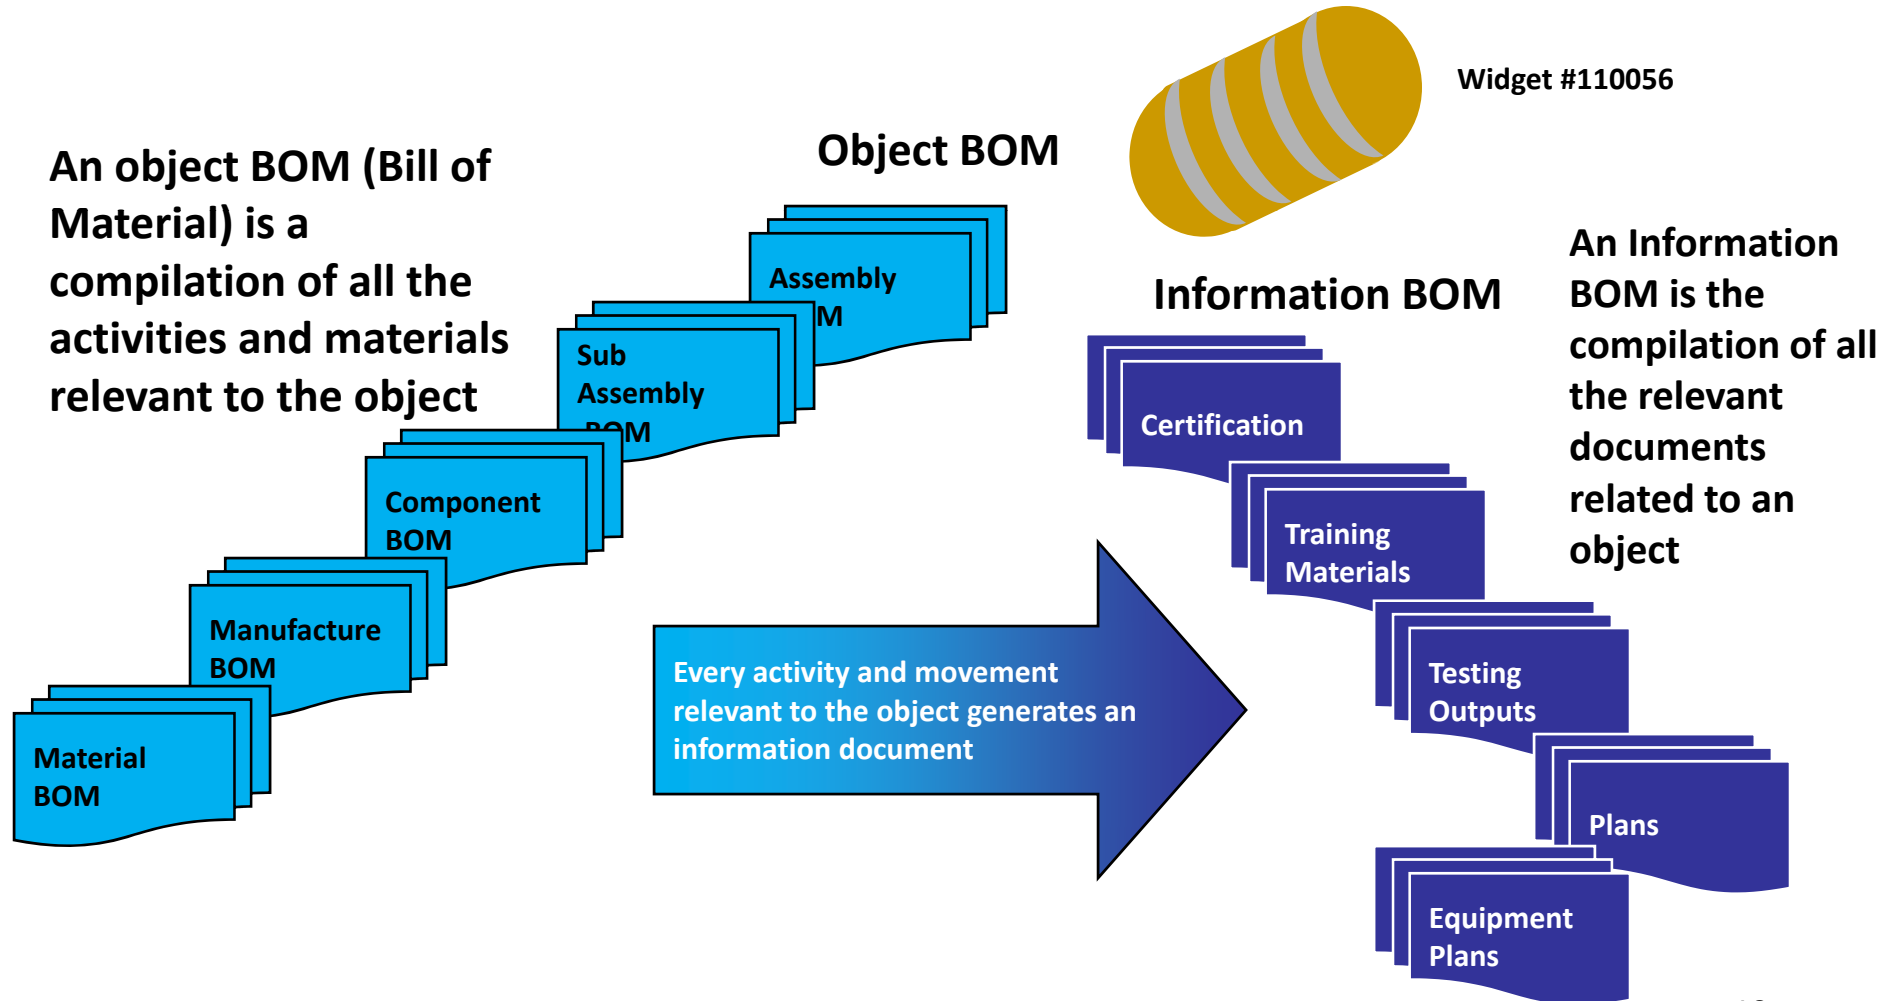 Widget #110056
Object BOM
An object BOM (Bill of
Material) is a
compilation of all the
activities and materials
relevant to the object
Assembly
M
Sub
Assembly
BOM
Component
BOM
Manufacture
BOM
Material
BOM
Every activity and movement
relevant to the object generates an
information document
Information BOM
An Information
BOM is the
compilation of all
the relevant
documents
related to an
object
Certification
Training
Materials
Testing
Outputs
Plans
Equipment
Plans